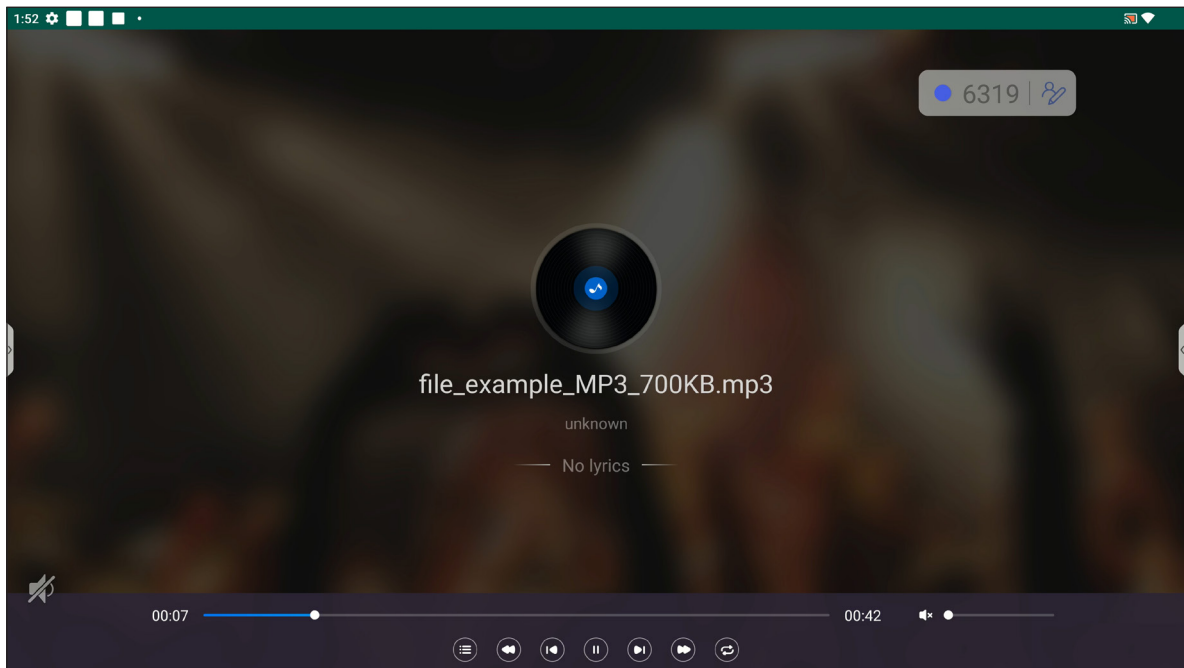 1:52
6319
file_example_MP3_700KB.mp3
unknown
No lyrics
00:07
00:42